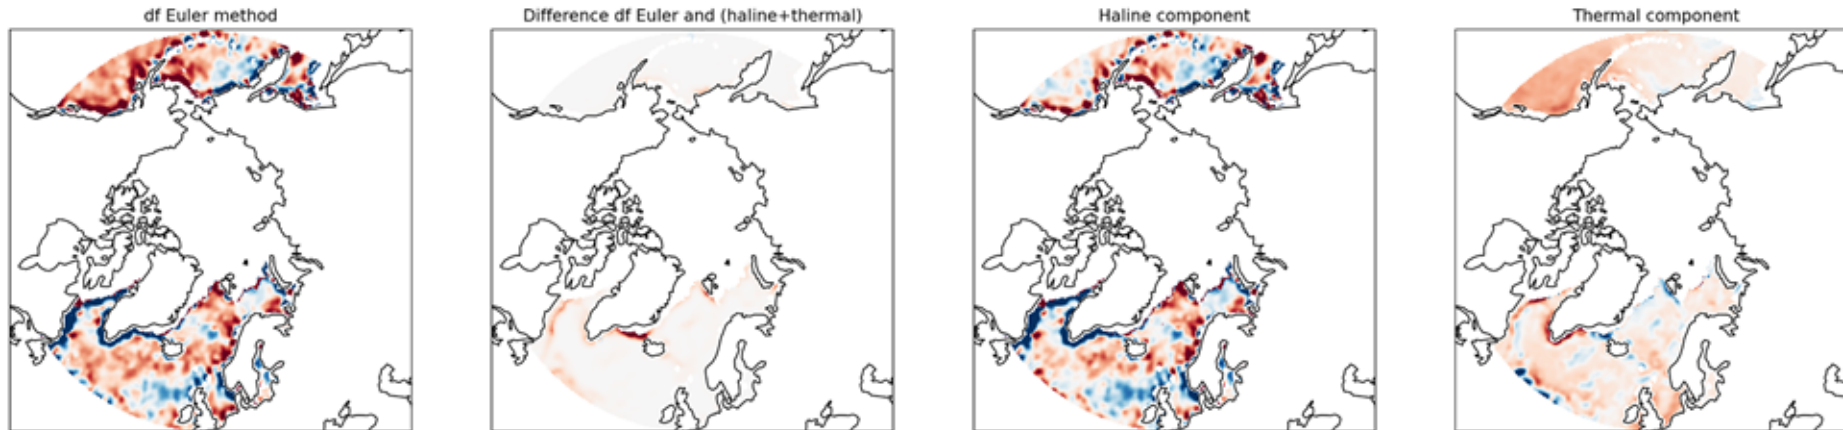 df Euler method
Difference df Euler and (haline+thermal)
Haline component
Thermal component